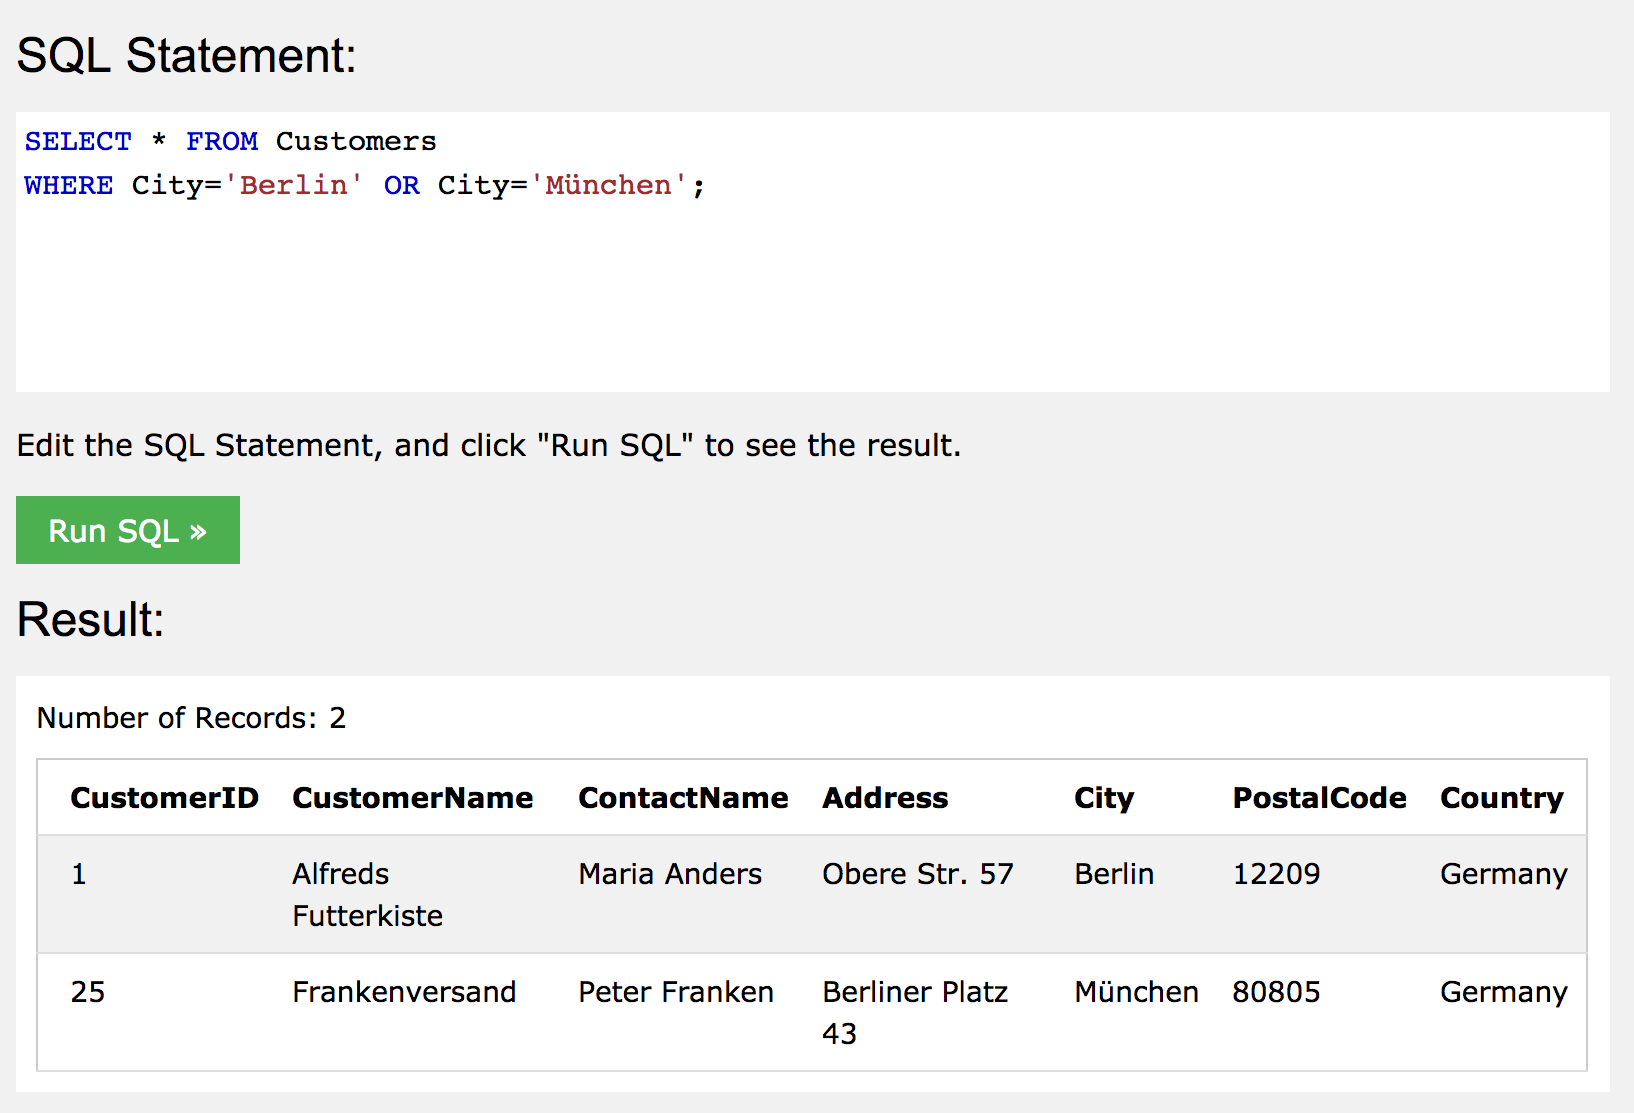 SQL Statement:
SELECT * FROM Customers
WHERE City='Berlin' OR City='München';
Edit the SQL Statement, and click "Run SQL" to see the result.
Run SQL »
Result:
Number of Records: 2
CustomerID CustomerName ContactName Address City PostalCode Country
1 Alfreds Maria Anders Obere Str. 57 Berlin 12209 Germany
Futterkiste
25 Frankenversand Peter Franken Berliner Platz München 80805 Germany
43